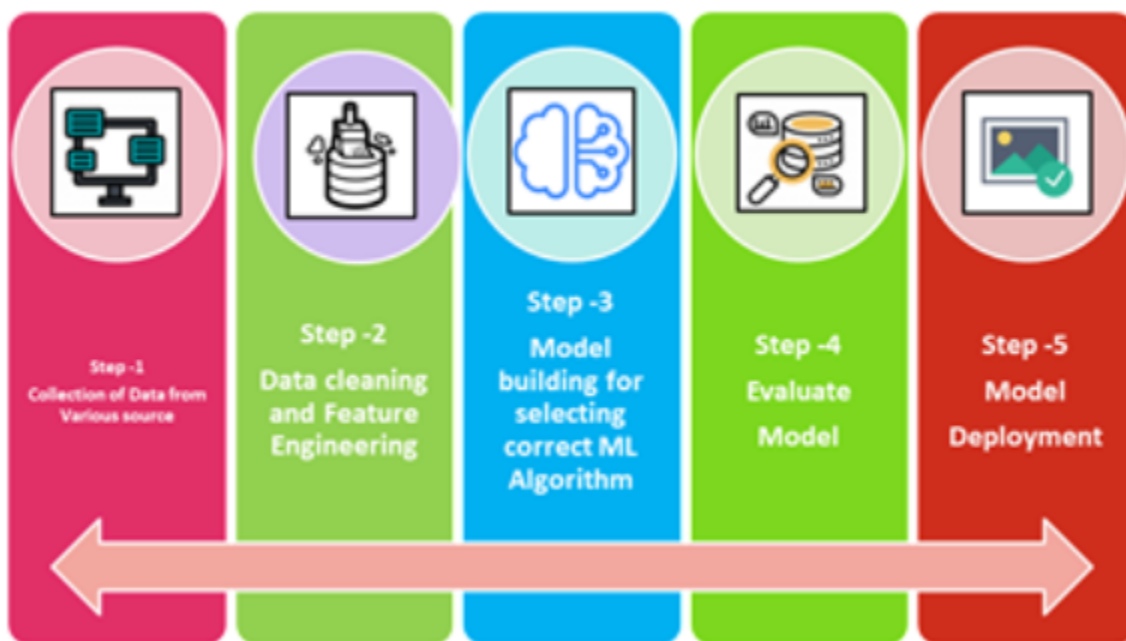 Step -1
Collection of Data from
Various source
Step -2
Data cleaning
and Feature
Engineering
Step -3
Model
building for
selecting
correct ML
Algorithm
Step -4
Evaluate
Model
Step -5
Model
Deployment